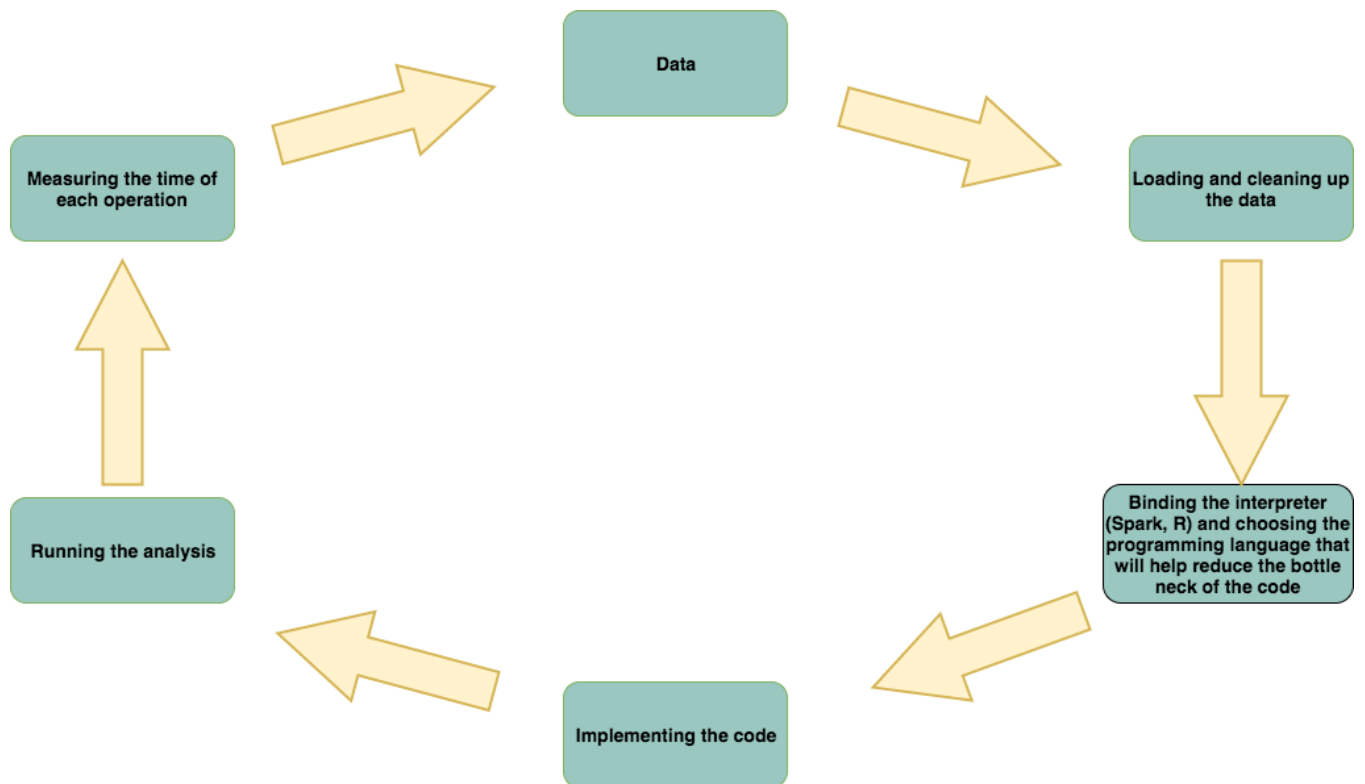 Data
Loading and cleaning up
the data
Binding the interpreter
(Spark, R) and choosing the
programming language that
will help reduce the bottle
neck of the code
Implementing the code
Running the analysis
Measuring the time of
each operation